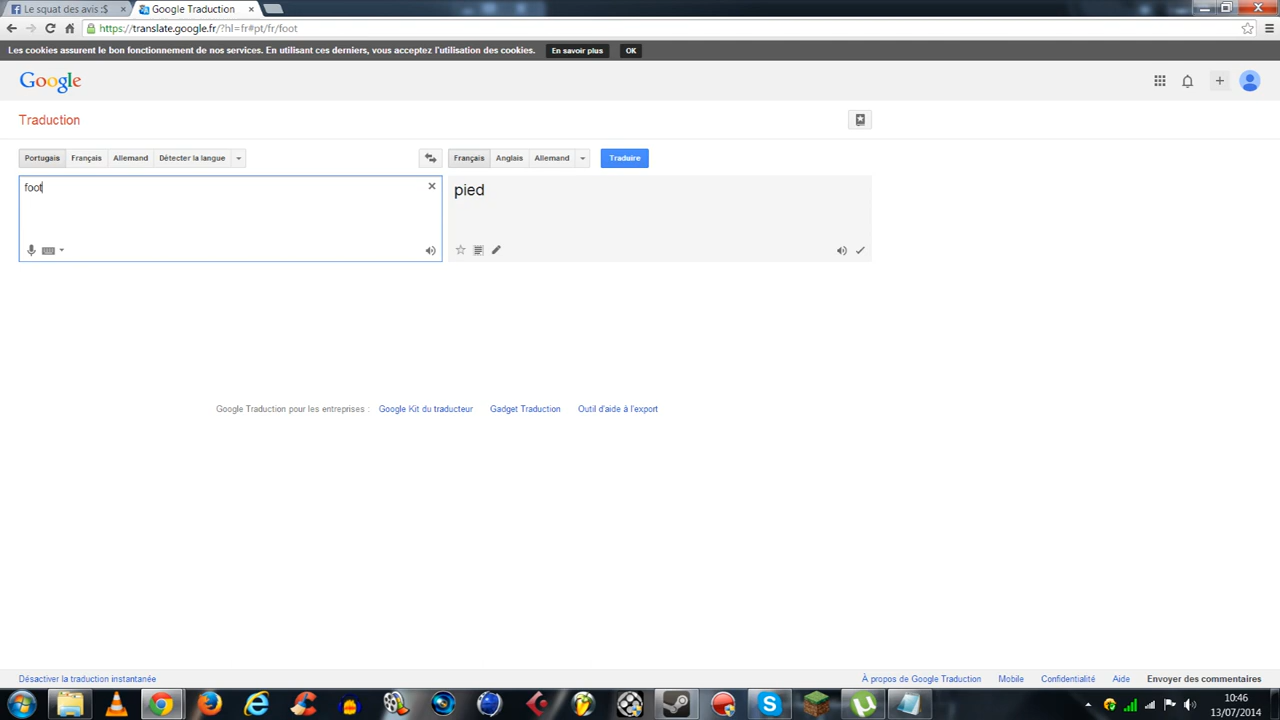 Le squat des avis :$
Google Traduction
https://translate.google.fr/?hl=fr#pt/fr/foot
Les cookies assurent le bon fonctionnement de nos services. En utilisant ces derniers, vous acceptez l'utilisation des cookies. En savoir plus OK
Google
Traduction
Portugais Français Allemand Détecter la langue Français Anglais Allemand Traduire
foot
pied
Google Traduction pour les entreprises : Google Kit du traducteur Gadget Traduction Outil d'aide à l'export
Désactiver la traduction instantanée À propos de Google Traduction Mobile Confidentialité Aide Envoyer des commentaires
10:46
13/07/2014